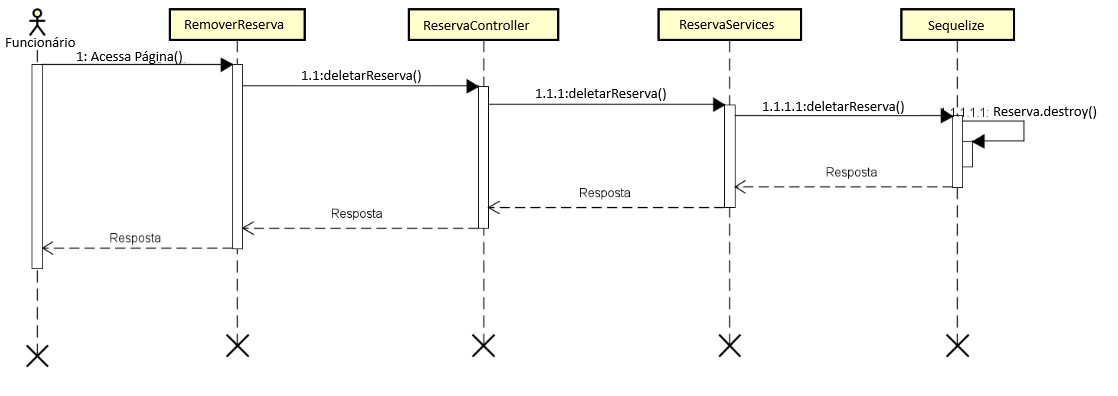 RemoverReserva
ReservaController
ReservaServices
Sequelize
Funcionário
1: Acessa Página()
1.1:deletarReserva()
1.1.1:deletarReserva()
1.1.1.1:deletarReserva()
1.1.1.1.1: Reserva.destroy()
Resposta
Resposta
Resposta
Resposta